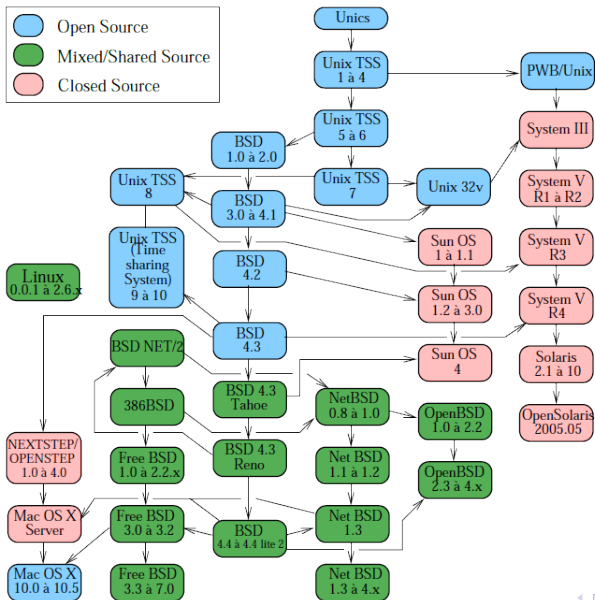 Open Source
Mixed/Shared Source
Closed Source
Unics
Unix TSS
1 à 4
PWB/Unix
Unix TSS
5 à 6
System III
BSD
1.0 à 2.0
Unix TSS
8
Unix TSS
7
Unix 32v
System V
R1 à R2
BSD
3.0 à 4.1
Unix TSS
(Time
sharing
System)
9 à 10
Sun OS
1 à 1.1
System V
R3
BSD
4.2
Linux
0.0.1 à 2.6.x
Sun OS
1.2 à 3.0
System V
R4
BSD
4.3
BSD NET/2
Sun OS
4
Solaris
2.1 à 10
386BSD
BSD 4.3
Tahoe
NetBSD
0.8 à 1.0
OpenBSD
1.0 à 2.2
OpenSolaris
2005.05
NEXTSTEP/
OPENSTEP
1.0 à 4.0
Free BSD
1.0 à 2.2.x
BSD 4.3
Reno
Net BSD
1.1 à 1.2
OpenBSD
2.3 à 4.x
Mac OS X
Server
Free BSD
3.0 à 3.2
BSD
4.4 à 4.4 lite 2
Net BSD
1.3
Mac OS X
10.0 à 10.5
Free BSD
3.3 à 7.0
Net BSD
1.3 à 4.x